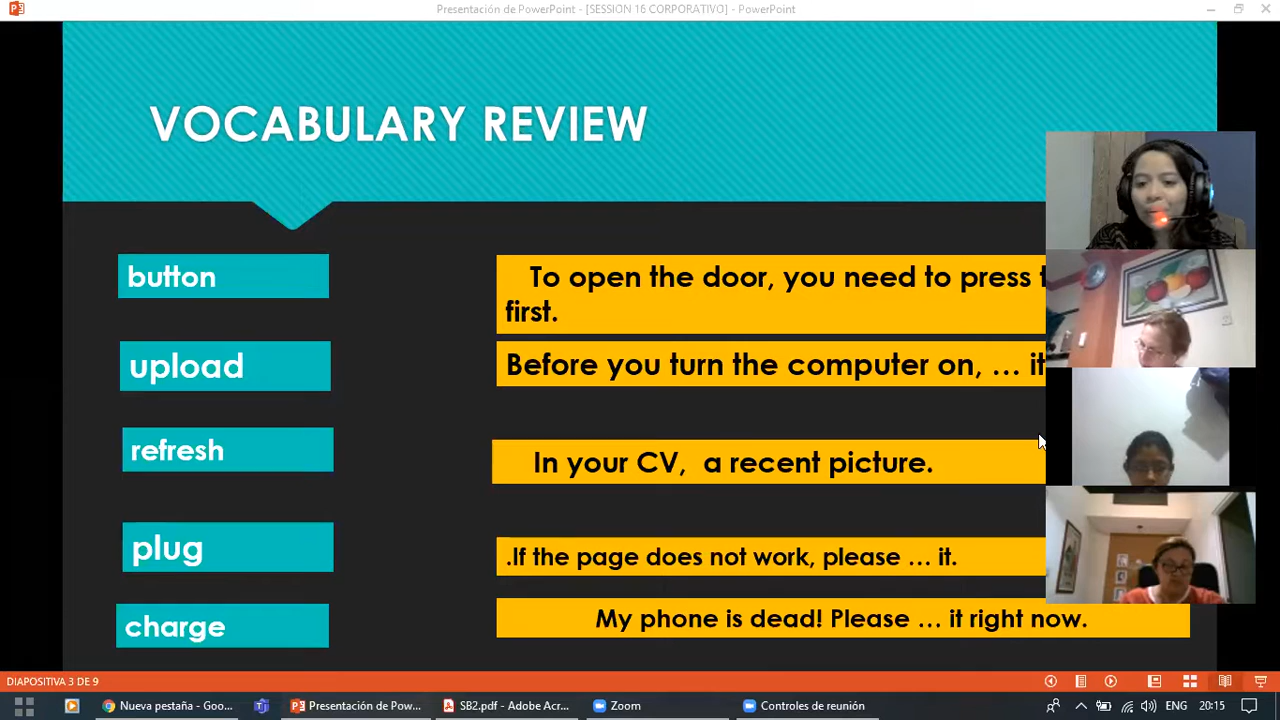 Presentación de PowerPoint - [SESSION 16 CORPORATIVO] - PowerPoint
VOCABULARY REVIEW
button
To open the door, you need to press
first.
upload
Before you turn the computer on, … it
refresh
In your CV, a recent picture.
plug
.If the page does not work, please … it.
charge
My phone is dead! Please … it right now.
DIAPOSITIVA 3 DE 9
Nueva pestaña - Goo...
Presentación de Pow...
SB2.pdf - Adobe Acr...
Zoom
Controles de reunión
ENG
20:15